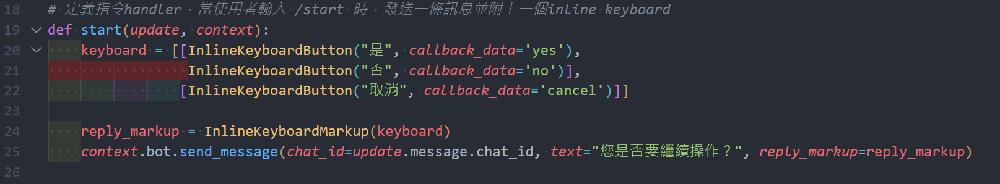 18 # 定義指令handler，當使用者輸入 /start 時，發送一條訊息並附上一個inline keyboard
19 def start(update, context):
20     keyboard = [[InlineKeyboardButton("是", callback_data='yes'),
21                  InlineKeyboardButton("否", callback_data='no')],
22                 [InlineKeyboardButton("取消", callback_data='cancel')]]
23
24     reply_markup = InlineKeyboardMarkup(keyboard)
25     context.bot.send_message(chat_id=update.message.chat_id, text="您是否要繼續操作？", reply_markup=reply_markup)
26